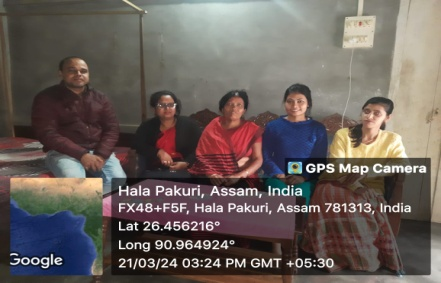 GPS Map Camera
Hala Pakuri, Assam, India
FX48+F5F, Hala Pakuri, Assam 781313, India
Lat 26.456216°
Long 90.964924°
21/03/24 03:24 PM GMT +05:30
Google